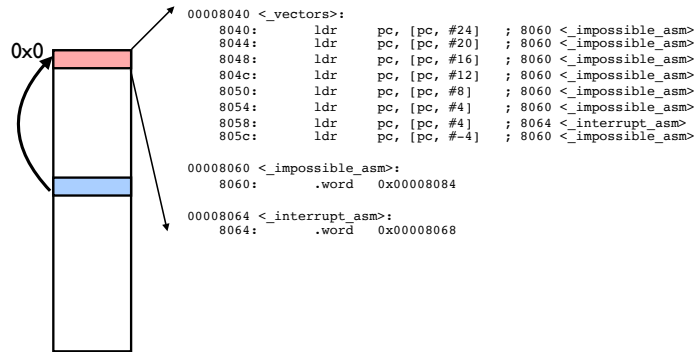 00008040 <_vectors>:
8040: ldr pc, [pc, #24] ; 8060 <_impossible_asm>
8044: ldr pc, [pc, #20] ; 8060 <_impossible_asm>
0x0
8048: ldr pc, [pc, #16] ; 8060 <_impossible_asm>
804c: ldr pc, [pc, #12] ; 8060 <_impossible_asm>
8050: ldr pc, [pc, #8] ; 8060 <_impossible_asm>
8054: ldr pc, [pc, #4] ; 8060 <_impossible_asm>
8058: ldr pc, [pc, #4] ; 8064 <_interrupt_asm>
805c: ldr pc, [pc, #-4] ; 8060 <_impossible_asm>
00008060 <_impossible_asm>:
8060: .word 0x00008084
00008064 <_interrupt_asm>:
8064: .word 0x00008068